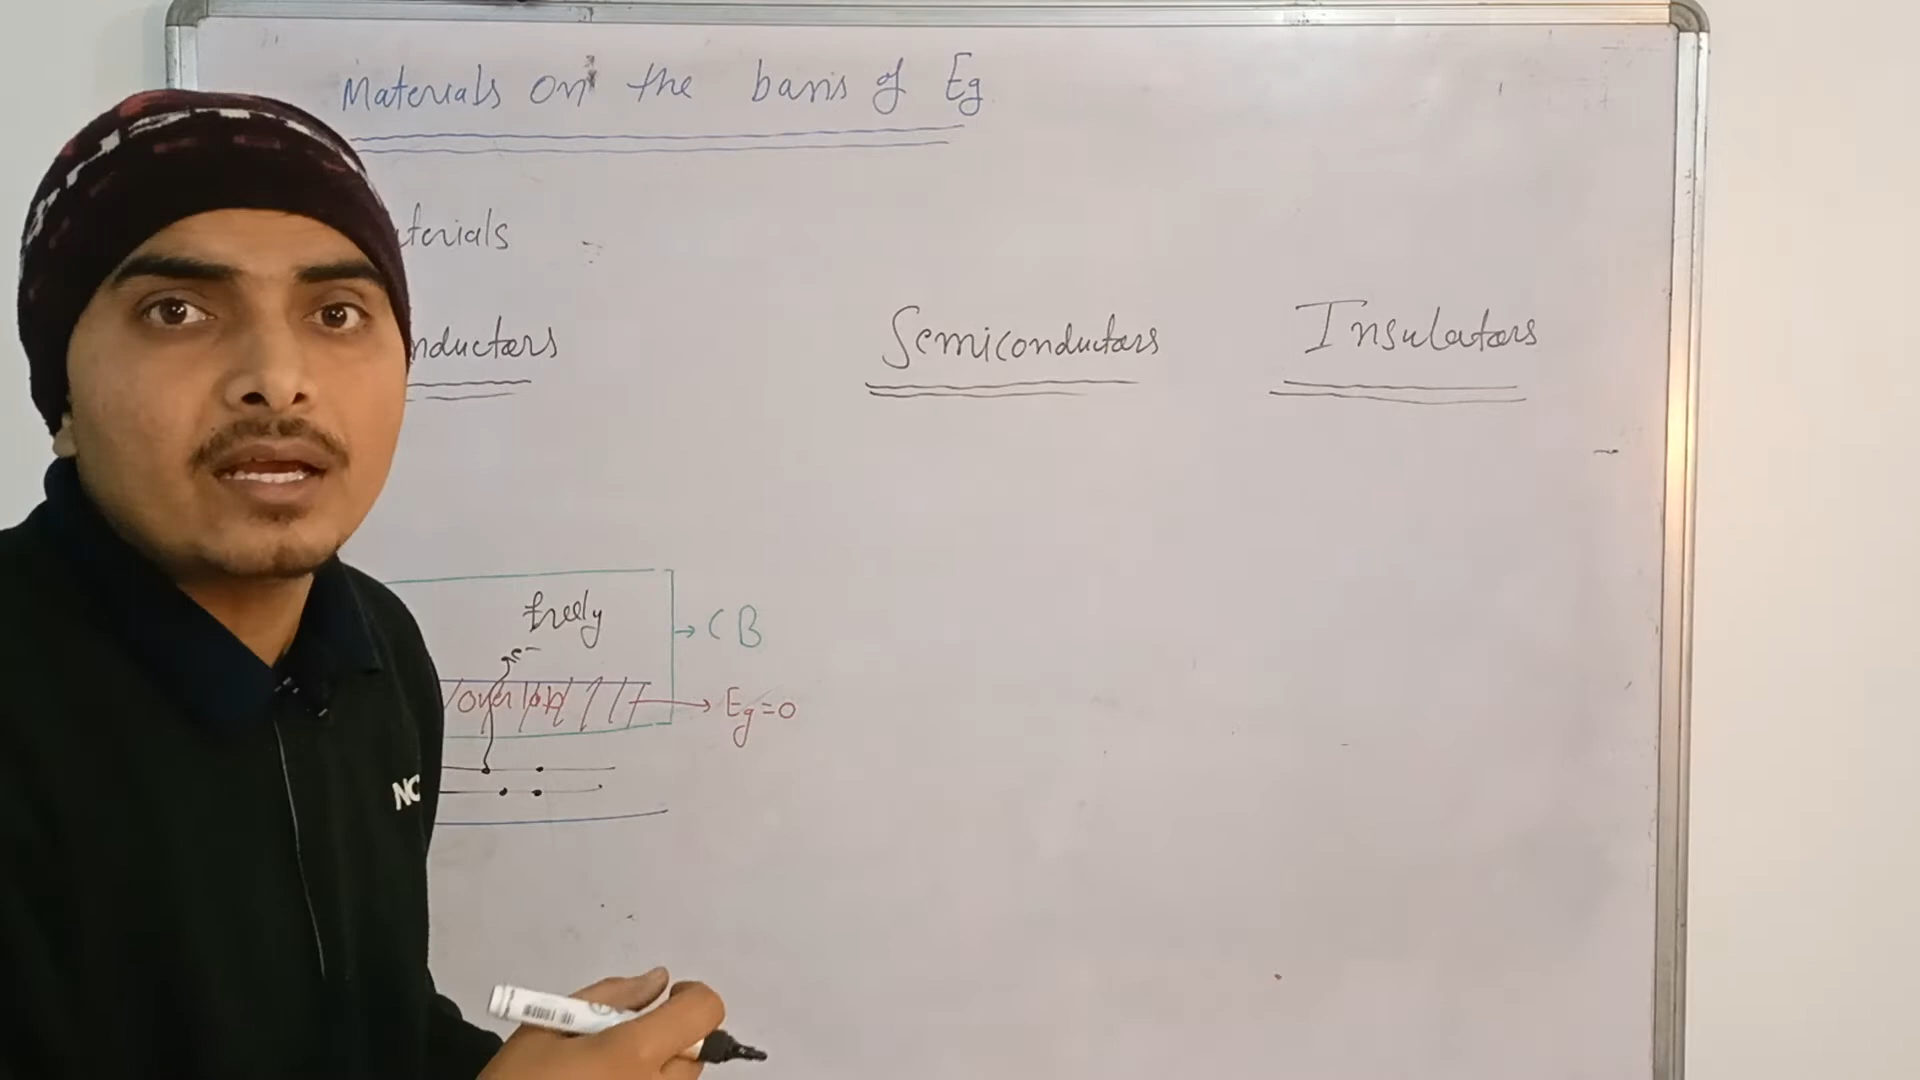 Materials on the basis of Eg
terials
nductors
Semiconductors
Insulators
freely
e-
→ CB
overlap
→ Eg=0
NC